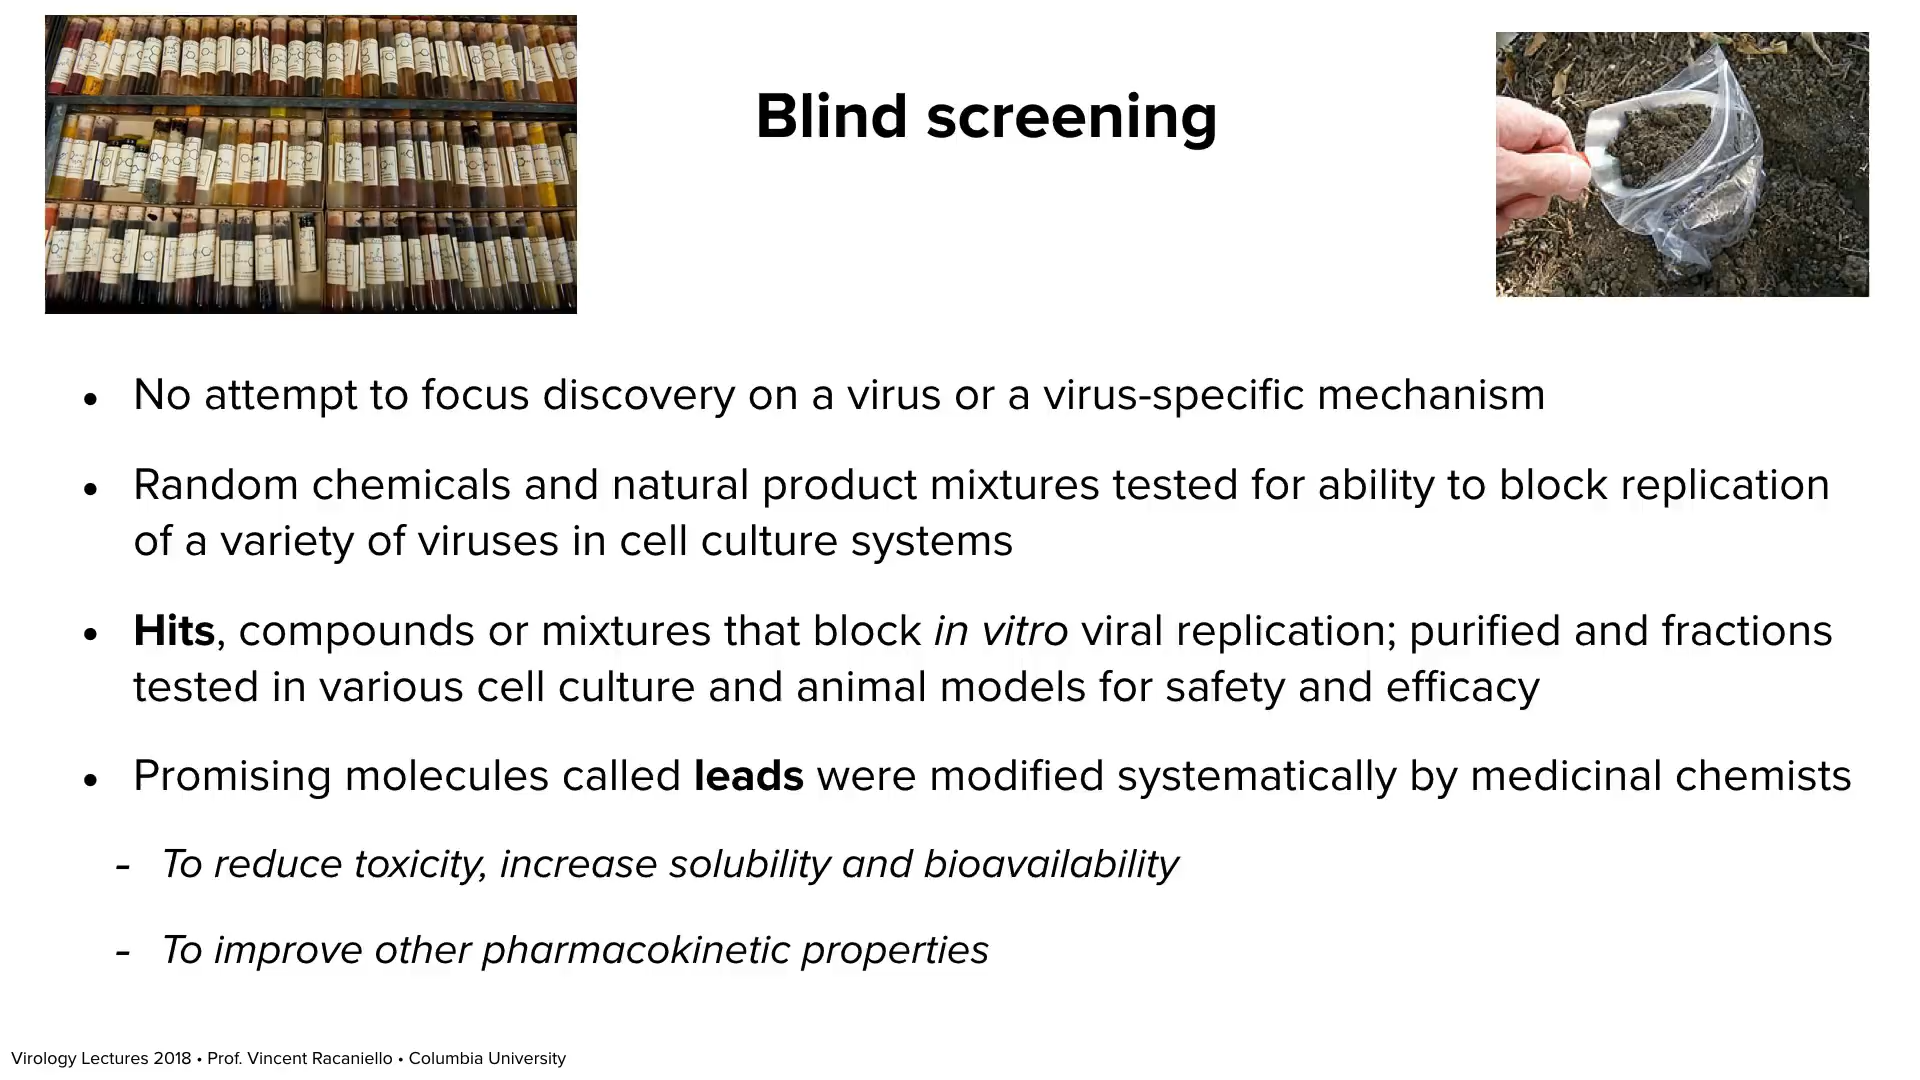 Blind screening
• No attempt to focus discovery on a virus or a virus-specific mechanism
• Random chemicals and natural product mixtures tested for ability to block replication
of a variety of viruses in cell culture systems
• Hits, compounds or mixtures that block in vitro viral replication; purified and fractions
tested in various cell culture and animal models for safety and efficacy
• Promising molecules called leads were modified systematically by medicinal chemists
- To reduce toxicity, increase solubility and bioavailability
- To improve other pharmacokinetic properties
Virology Lectures 2018 • Prof. Vincent Racaniello • Columbia University